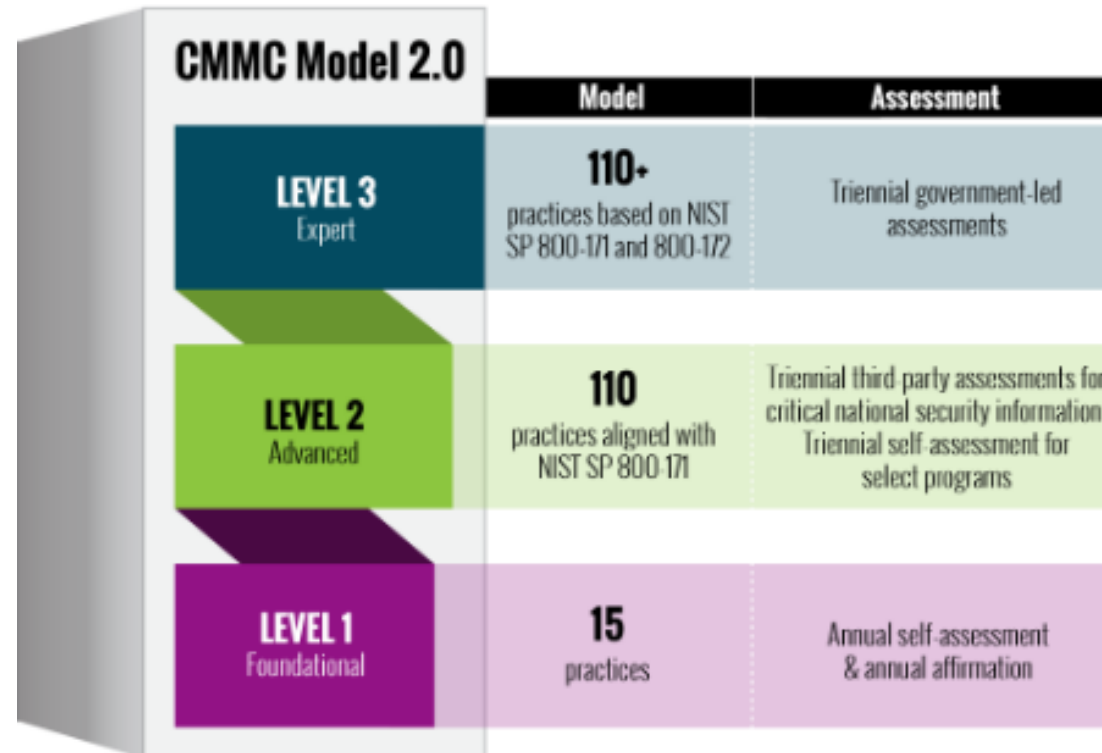 CMMC Model 2.0
Model
Assessment
LEVEL 3
Expert
110+
practices based on NIST
SP 800-171 and 800-172
Triennial government-led
assessments
LEVEL 2
Advanced
110
practices aligned with
NIST SP 800-171
Triennial third-party assessments for
critical national security information
Triennial self-assessment for
select programs
LEVEL 1
Foundational
15
practices
Annual self-assessment
& annual affirmation